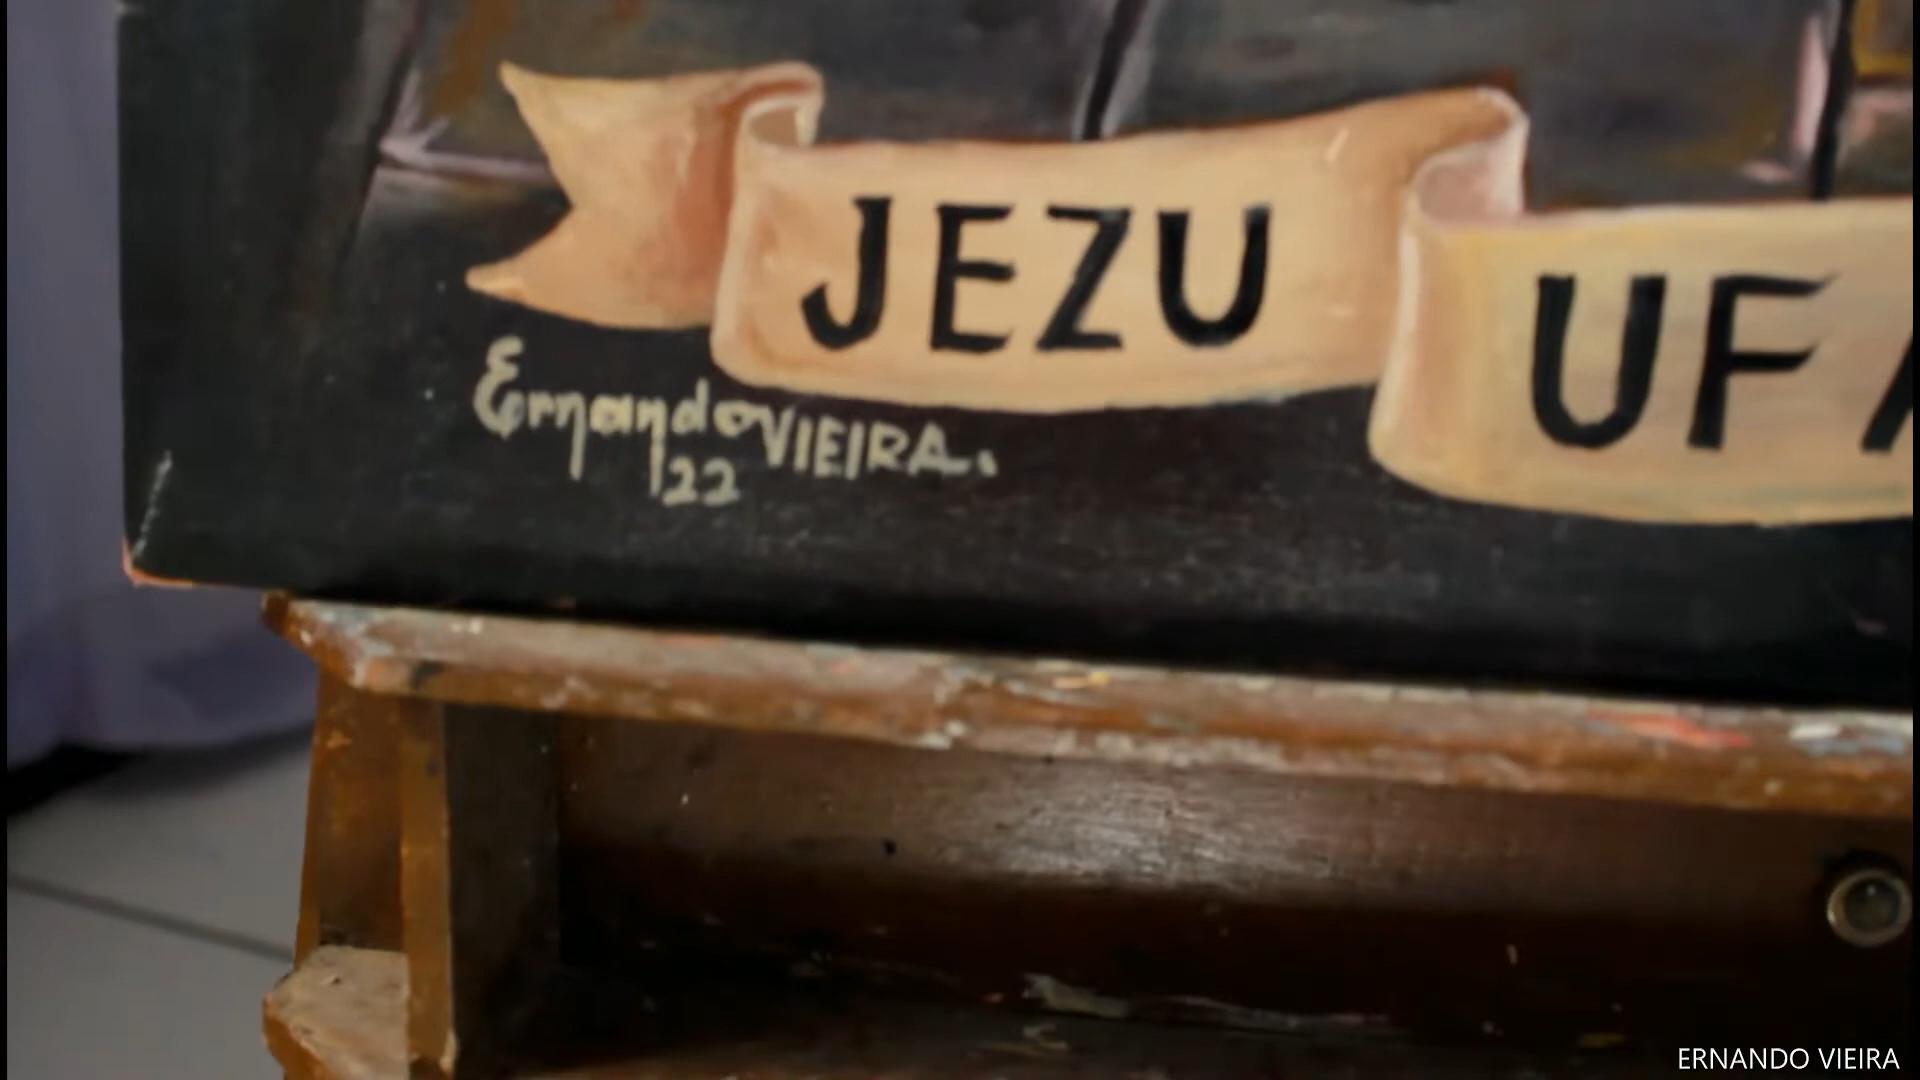 JEZU
UF
Ernando VIEIRA.
22
ERNANDO VIEIRA